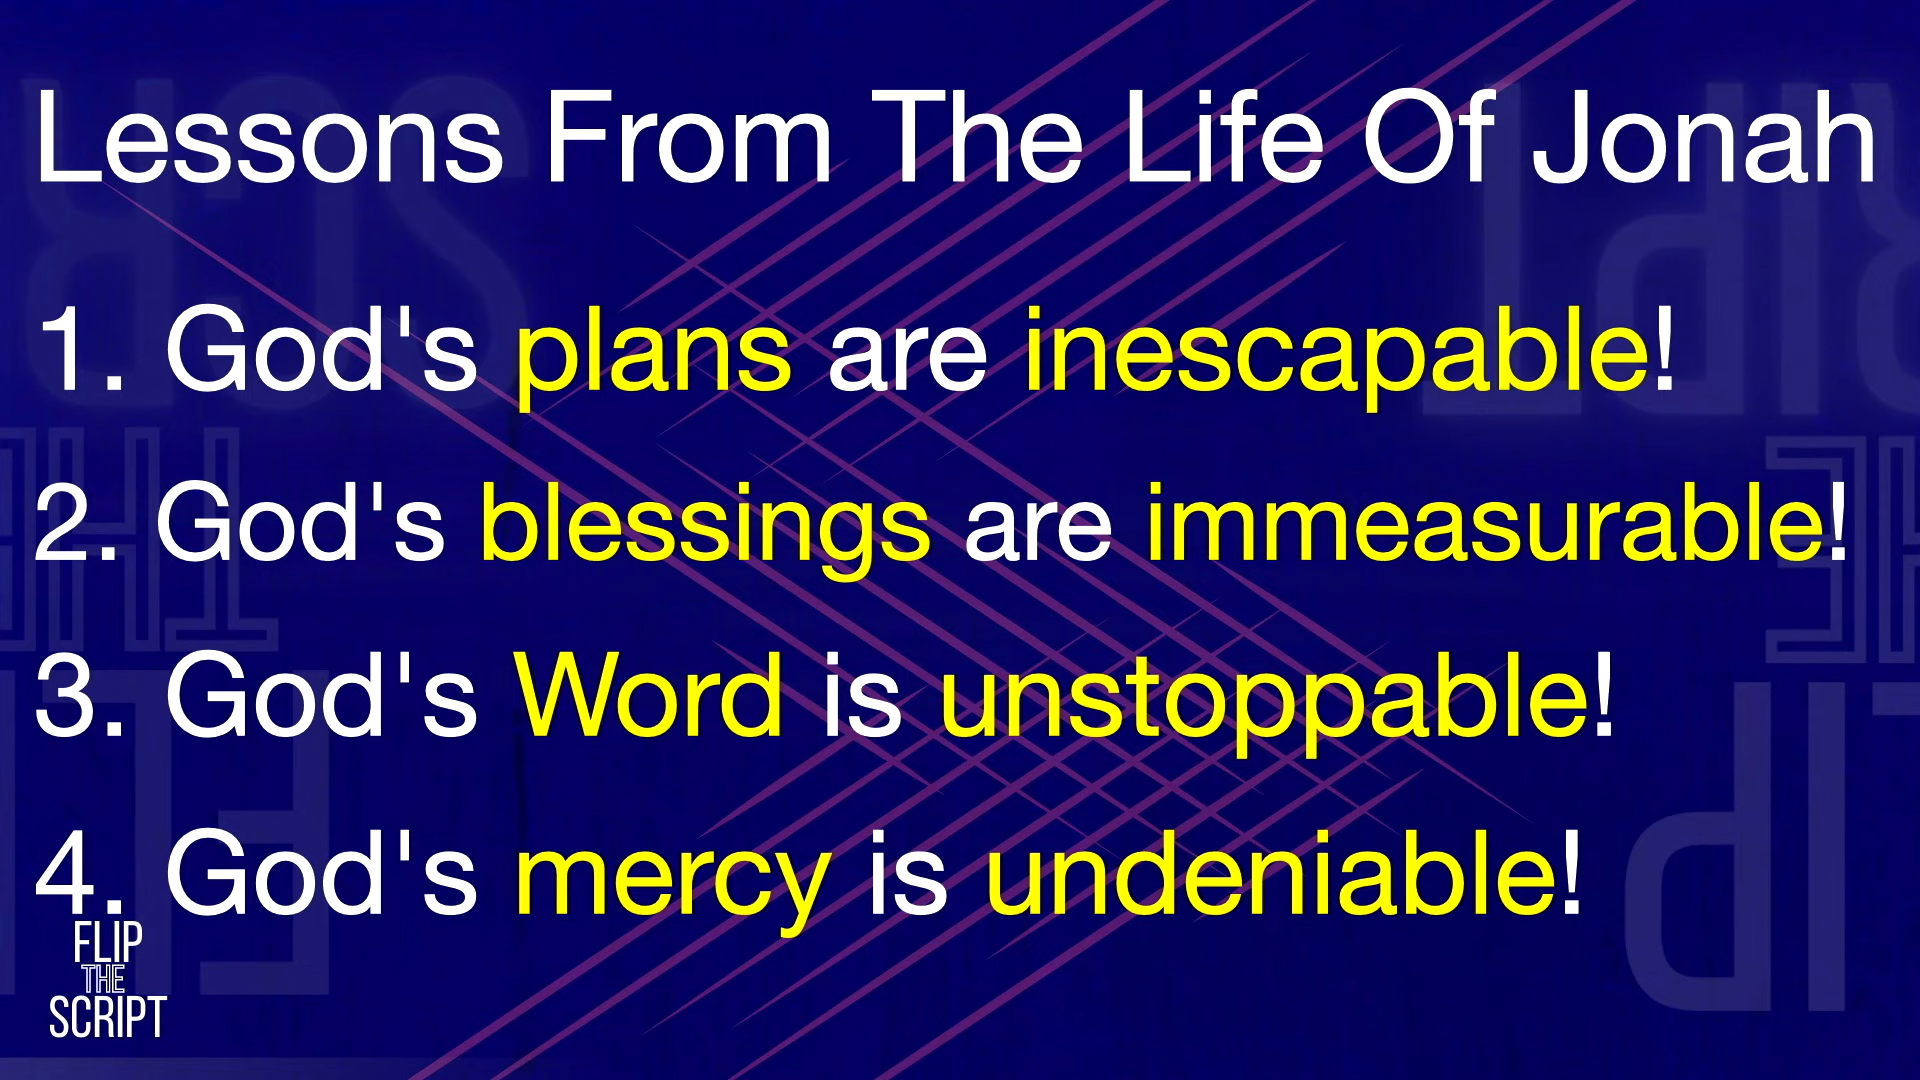 Lessons From The Life Of Jonah
1. God's plans are inescapable!
2. God's blessings are immeasurable!
3. God's Word is unstoppable!
4. God's mercy is undeniable!
FLIP
THE
SCRIPT